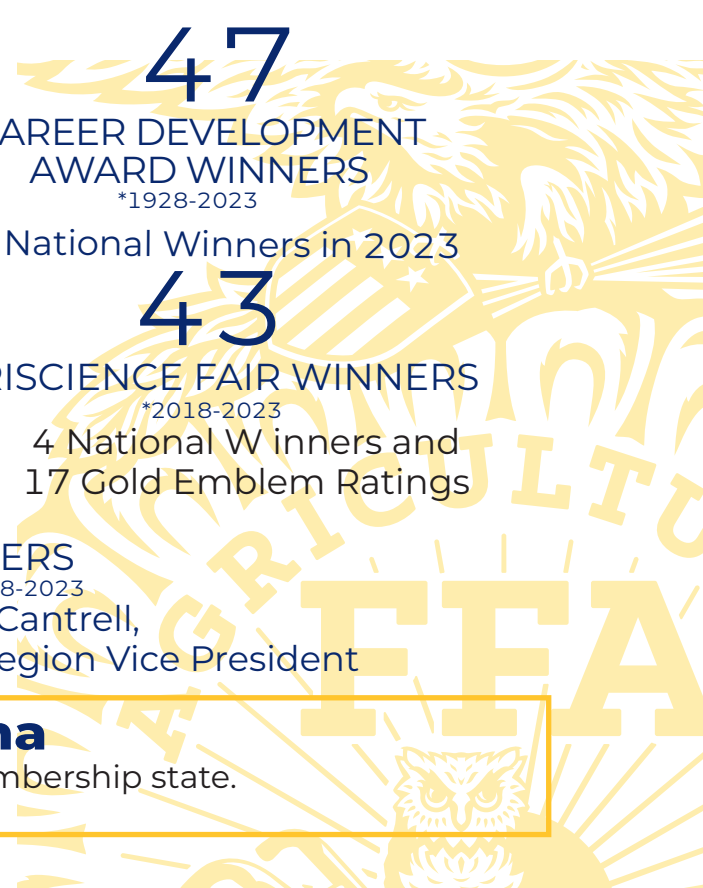 47
AREER DEVELOPMENT
AWARD WINNERS
*1928-2023
National Winners in 2023
43
RISCIENCE FAIR WINNERS
*2018-2023
4 National W inners and
17 Gold Emblem Ratings
ERS
8-2023
Cantrell,
egion Vice President
na
mbership state.
AGRICULTU
FFA